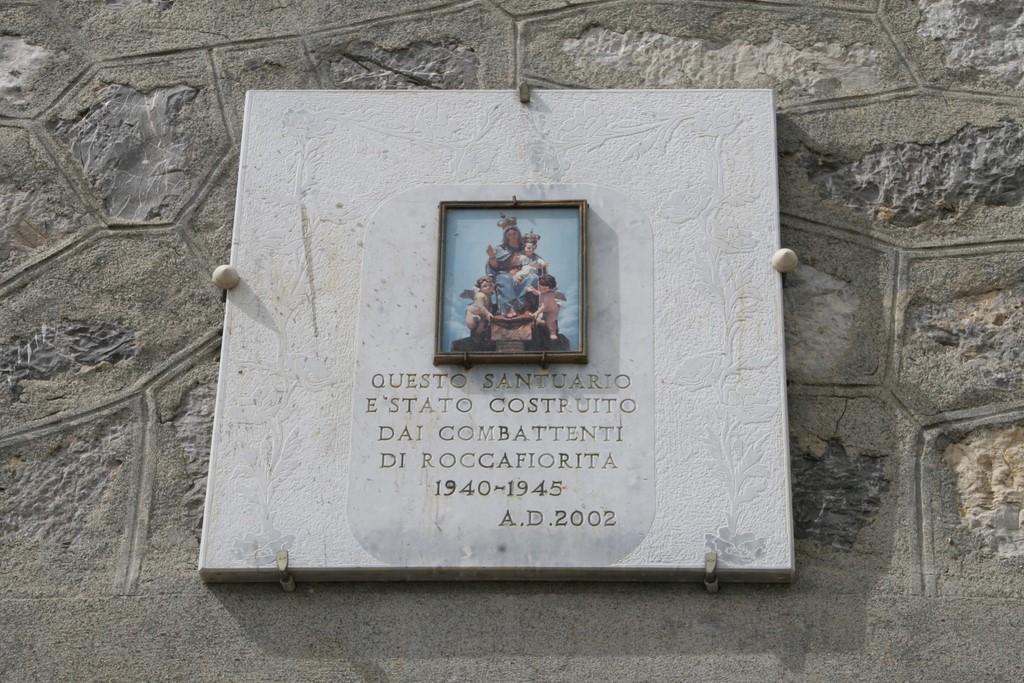 QUESTO SANTUARIO
E'STATO COSTRUITO
DAI COMBATTENTI
DI ROCCAFIORITA
1940-1945
A.D.2002